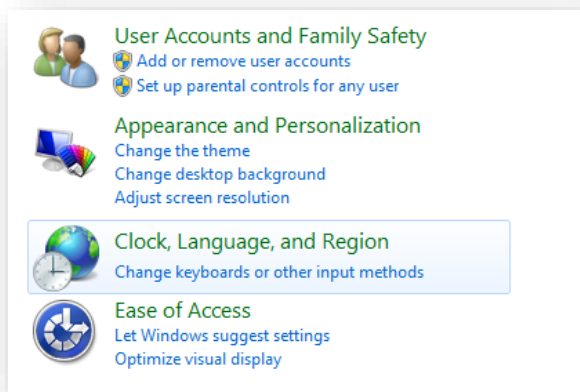 User Accounts and Family Safety
Add or remove user accounts
Set up parental controls for any user
Appearance and Personalization
Change the theme
Change desktop background
Adjust screen resolution
Clock, Language, and Region
Change keyboards or other input methods
Ease of Access
Let Windows suggest settings
Optimize visual display